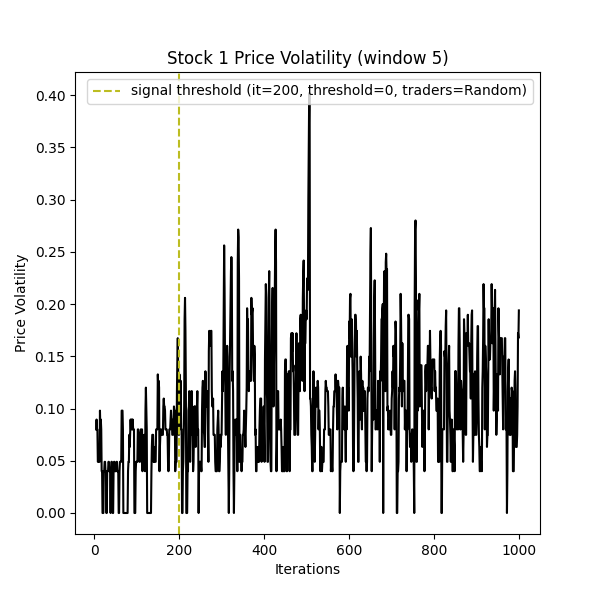 Stock 1 Price Volatility (window 5)
signal threshold (it=200, threshold=0, traders=Random)
Price Volatility
0.40
0.35
0.30
0.25
0.20
0.15
0.10
0.05
0.00
0 200 400 600 800 1000
Iterations